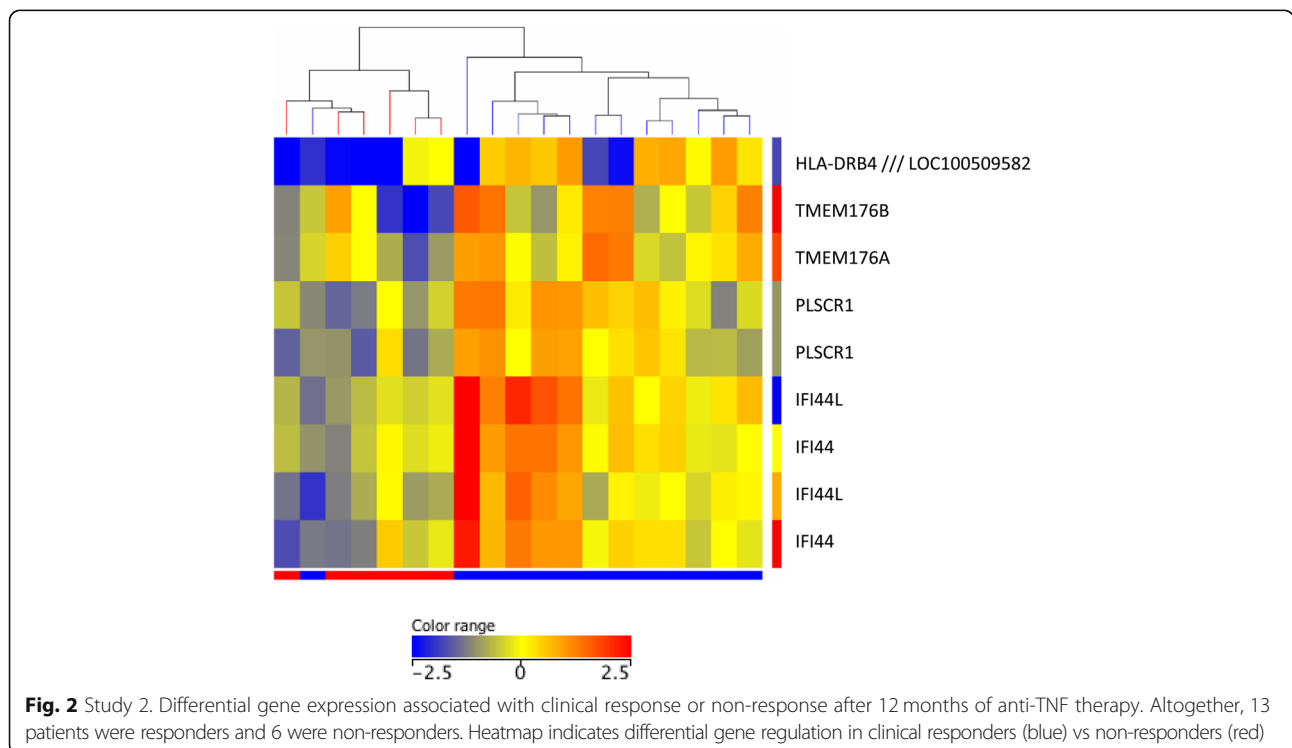 HLA-DRB4 /// LOC100509582
TMEM176B
TMEM176A
PLSCR1
PLSCR1
IFI44L
IFI44
IFI44L
IFI44
Color range
−2.5 0 2.5
Fig. 2 Study 2. Differential gene expression associated with clinical response or non-response after 12 months of anti-TNF therapy. Altogether, 13
patients were responders and 6 were non-responders. Heatmap indicates differential gene regulation in clinical responders (blue) vs non-responders (red)